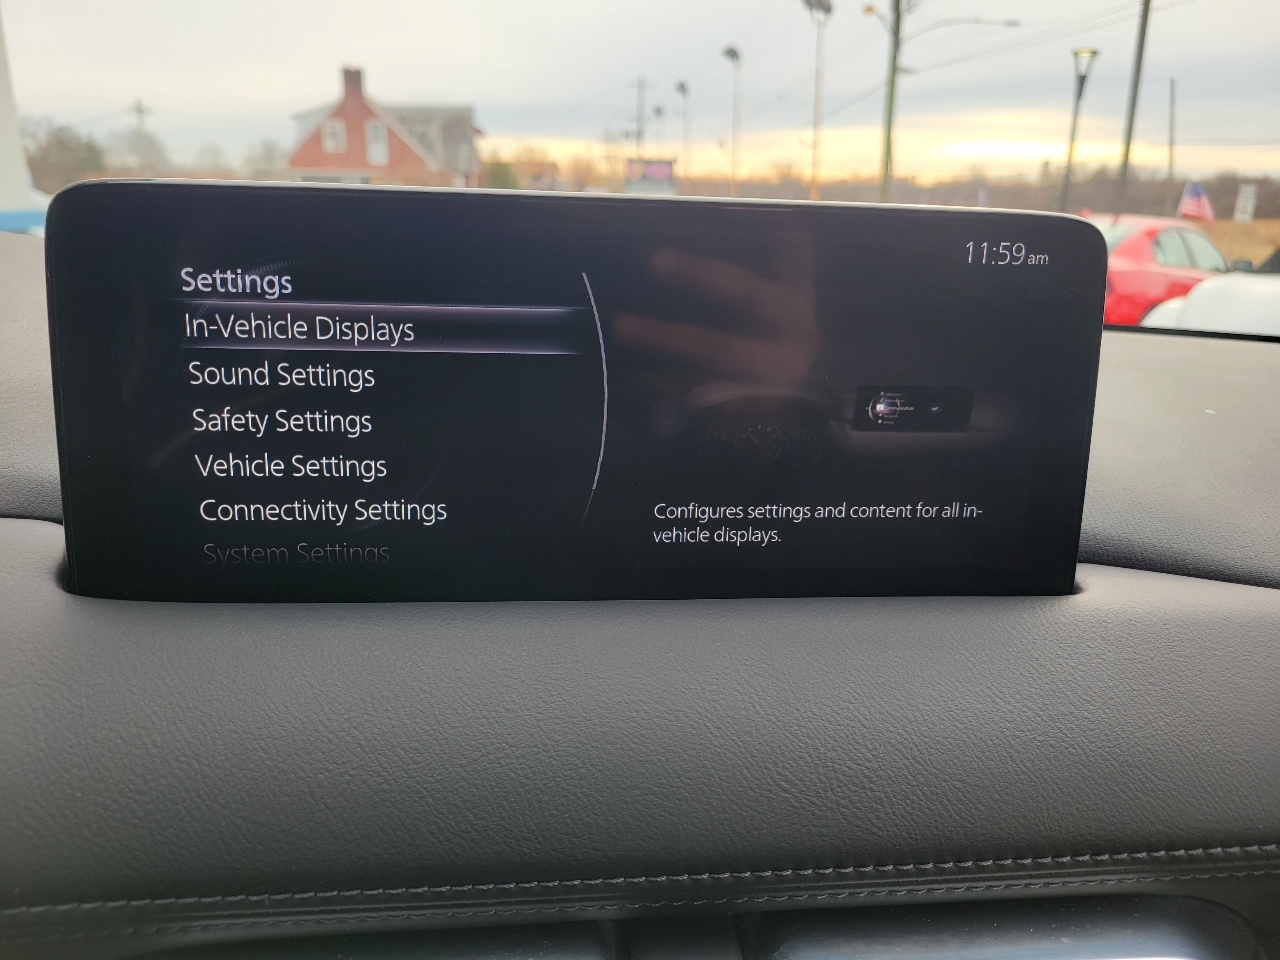 11:59am
Settings
In-Vehicle Displays
Sound Settings
Safety Settings
Vehicle Settings
Connectivity Settings
System Settings
Communication
Configures settings and content for all in-
vehicle displays.